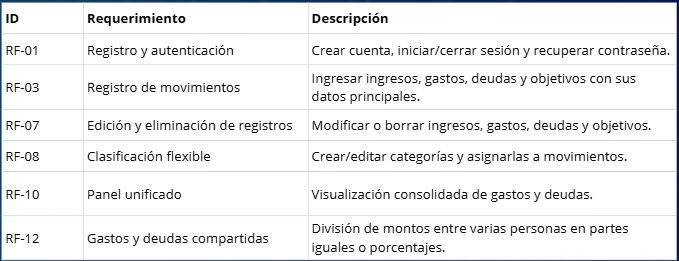 ID Requerimiento Descripción
RF-01 Registro y autenticación Crear cuenta, iniciar/cerrar sesión y recuperar contraseña.
RF-03 Registro de movimientos Ingresar ingresos, gastos, deudas y objetivos con sus
datos principales.
RF-07 Edición y eliminación de registros Modificar o borrar ingresos, gastos, deudas y objetivos.
RF-08 Clasificación flexible Crear/editar categorías y asignarlas a movimientos.
RF-10 Panel unificado Visualización consolidada de gastos y deudas.
RF-12 Gastos y deudas compartidas División de montos entre varias personas en partes
iguales o porcentajes.